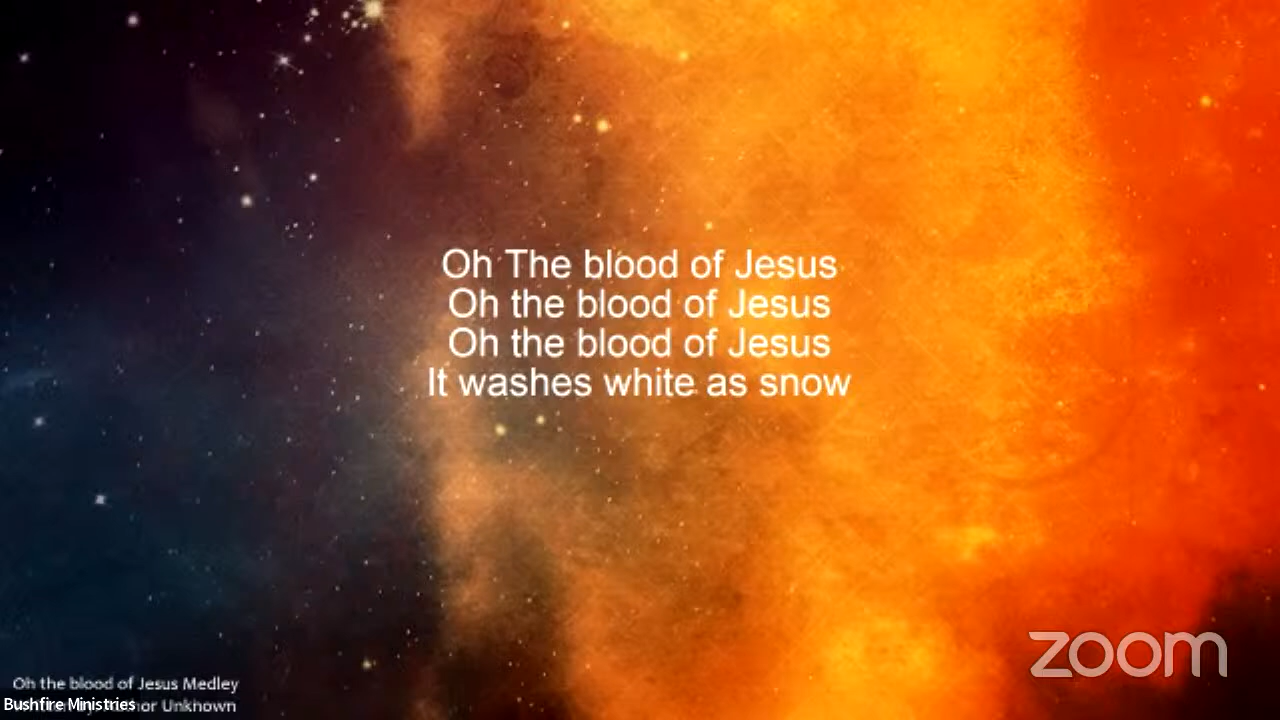 Oh The blood of Jesus
Oh the blood of Jesus
Oh the blood of Jesus
It washes white as snow
zoom
Oh the blood of Jesus Medley
Bushfire Ministries
Unkhown